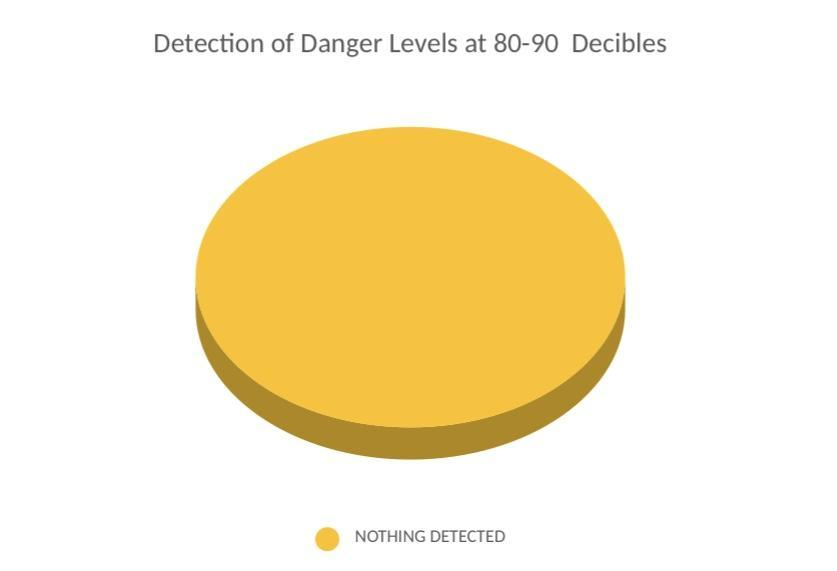 Detection of Danger Levels at 80-90  Decibles
NOTHING DETECTED